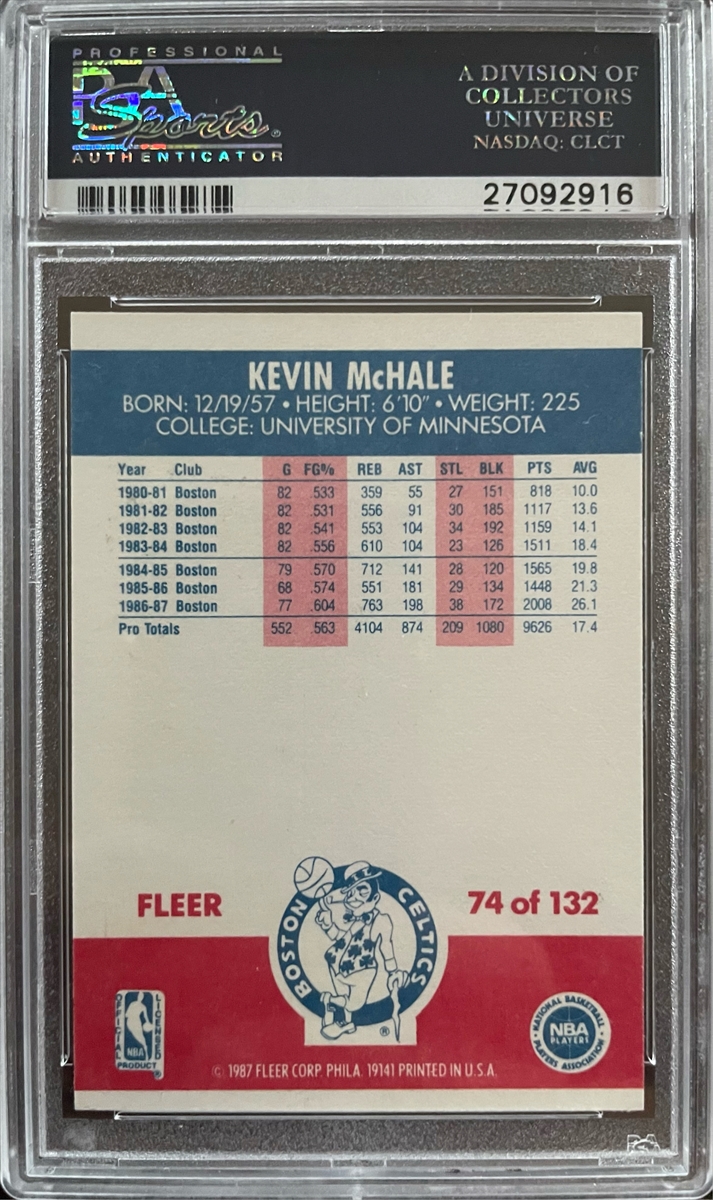 PROFESSIONAL
PSA
Sports
AUTHENTICATOR
A DIVISION OF
COLLECTORS
UNIVERSE
NASDAQ: CLCT
27092916
KEVIN McHALE
BORN: 12/19/57 • HEIGHT: 6'10" • WEIGHT: 225
COLLEGE: UNIVERSITY OF MINNESOTA
Year Club G FG% REB AST STL BLK PTS AVG
1980-81 Boston 82 .533 359 55 27 151 818 10.0
1981-82 Boston 82 .531 556 91 30 185 1117 13.6
1982-83 Boston 82 .541 553 104 34 192 1159 14.1
1983-84 Boston 82 .556 610 104 23 126 1511 18.4
1984-85 Boston 79 .570 712 141 28 120 1565 19.8
1985-86 Boston 68 .574 551 181 29 134 1448 21.3
1986-87 Boston 77 .604 763 198 38 172 2008 26.1
Pro Totals 552 .563 4104 874 209 1080 9626 17.4
FLEER
BOSTON CELTICS
®
74 of 132
OFFICIAL LICENSED
NBA
PRODUCT ®
NATIONAL BASKETBALL
NBA
PLAYERS
PLAYERS ASSOCIATION
© 1987 FLEER CORP. PHILA. 19141 PRINTED IN U.S.A.
PSA